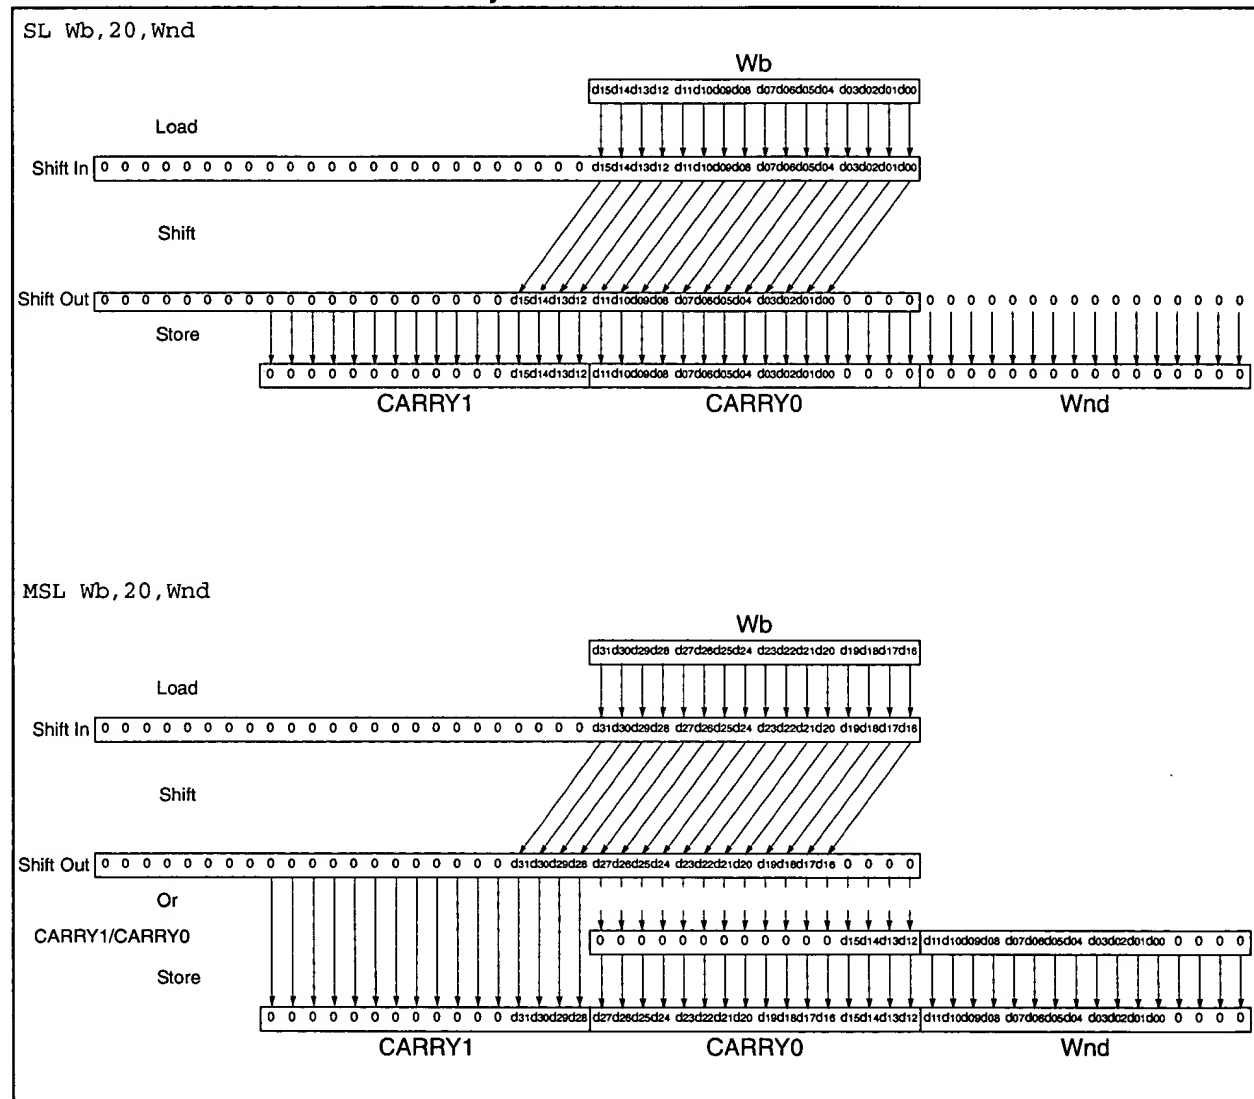 SL Wb,20,Wnd
Wb
d15d14d13d12 d11d10d09d08 d07d06d05d04 d03d02d01d00
Load
Shift In 0 0 0 0 0 0 0 0 0 0 0 0 0 0 0 0 0 0 0 0 0 0 0 0 d15d14d13d12 d11d10d09d08 d07d06d05d04 d03d02d01d00
Shift
Shift Out 0 0 0 0 0 0 0 0 0 0 0 0 0 0 0 0 0 0 0 0 d15d14d13d12 d11d10d09d08 d07d06d05d04 d03d02d01d00 0 0 0 0 0 0 0 0 0 0 0 0 0 0 0 0 0 0 0 0
Store
0 0 0 0 0 0 0 0 0 0 0 0 d15d14d13d12 d11d10d09d08 d07d06d05d04 d03d02d01d00 0 0 0 0 0 0 0 0 0 0 0 0 0 0 0 0 0 0 0 0
CARRY1 CARRY0 Wnd
MSL Wb,20,Wnd
Wb
d31d30d29d28 d27d26d25d24 d23d22d21d20 d19d18d17d16
Load
Shift In 0 0 0 0 0 0 0 0 0 0 0 0 0 0 0 0 0 0 0 0 0 0 0 0 d31d30d29d28 d27d26d25d24 d23d22d21d20 d19d18d17d16
Shift
Shift Out 0 0 0 0 0 0 0 0 0 0 0 0 0 0 0 0 0 0 0 0 d31d30d29d28 d27d26d25d24 d23d22d21d20 d19d18d17d16 0 0 0 0
Or
CARRY1/CARRY0 0 0 0 0 0 0 0 0 0 0 0 0 d15d14d13d12 d11d10d09d08 d07d06d05d04 d03d02d01d00 0 0 0 0
Store
0 0 0 0 0 0 0 0 0 0 0 0 d31d30d29d28 d27d26d25d24 d23d22d21d20 d19d18d17d16 d15d14d13d12 d11d10d09d08 d07d06d05d04 d03d02d01d00 0 0 0 0
CARRY1 CARRY0 Wnd